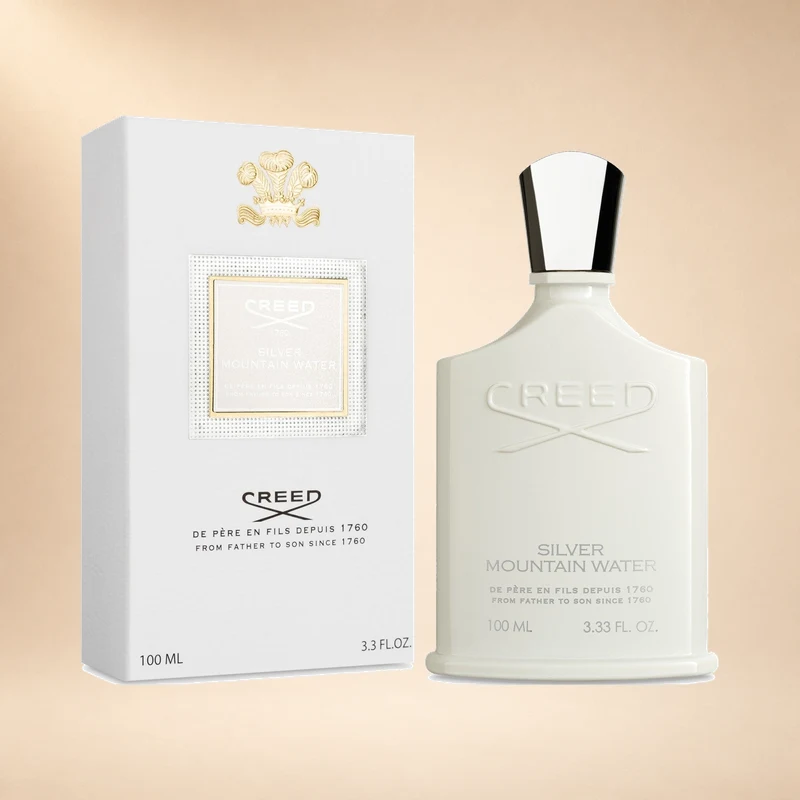 CREED
SILVER
MOUNTAIN WATER
CREED
DE PÈRE EN FILS DEPUIS 1760
FROM FATHER TO SON SINCE 1760
100 ML
3.3 FL.OZ.
CREED
SILVER
MOUNTAIN WATER
DE PÈRE EN FILS DEPUIS 1760
FROM FATHER TO SON SINCE 1760
100 ML 3.33 FL. OZ.